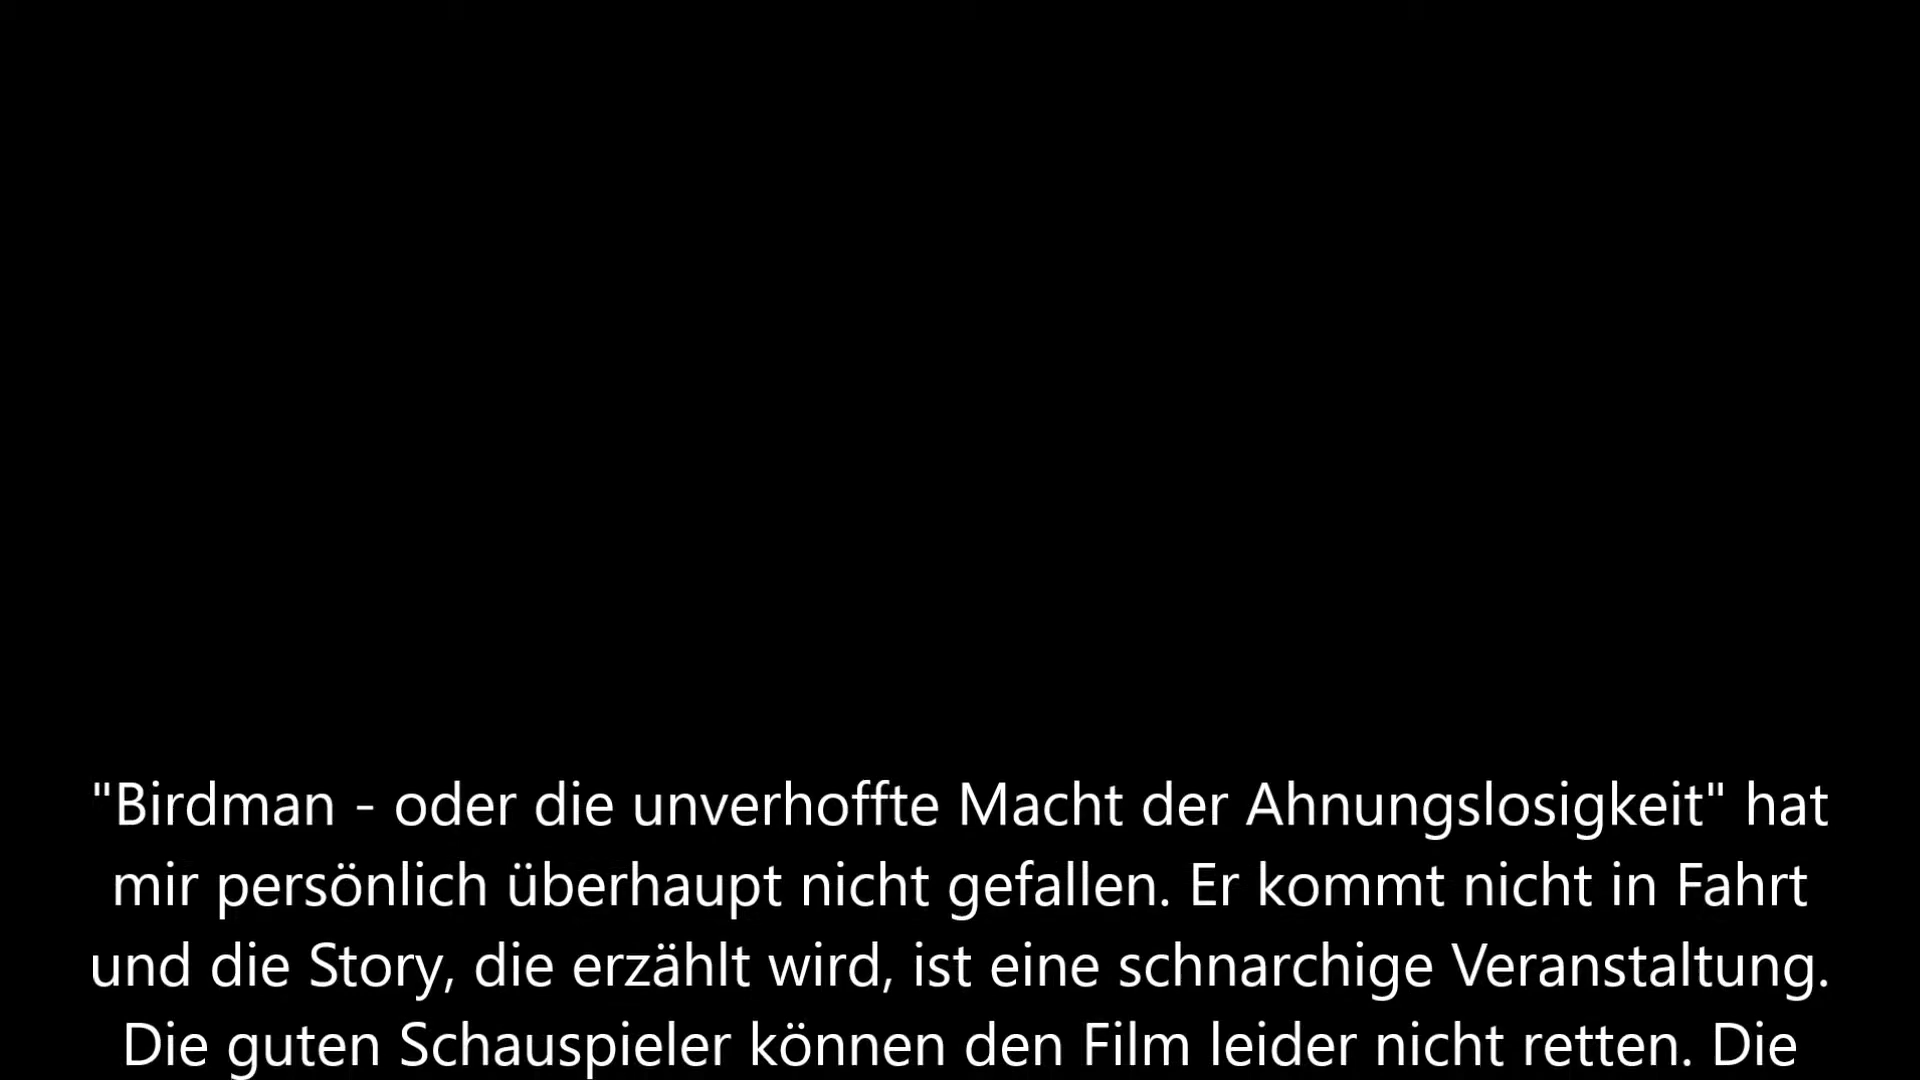 "Birdman - oder die unverhoffte Macht der Ahnungslosigkeit" hat
mir persönlich überhaupt nicht gefallen. Er kommt nicht in Fahrt
und die Story, die erzählt wird, ist eine schnarchige Veranstaltung.
Die guten Schauspieler können den Film leider nicht retten. Die